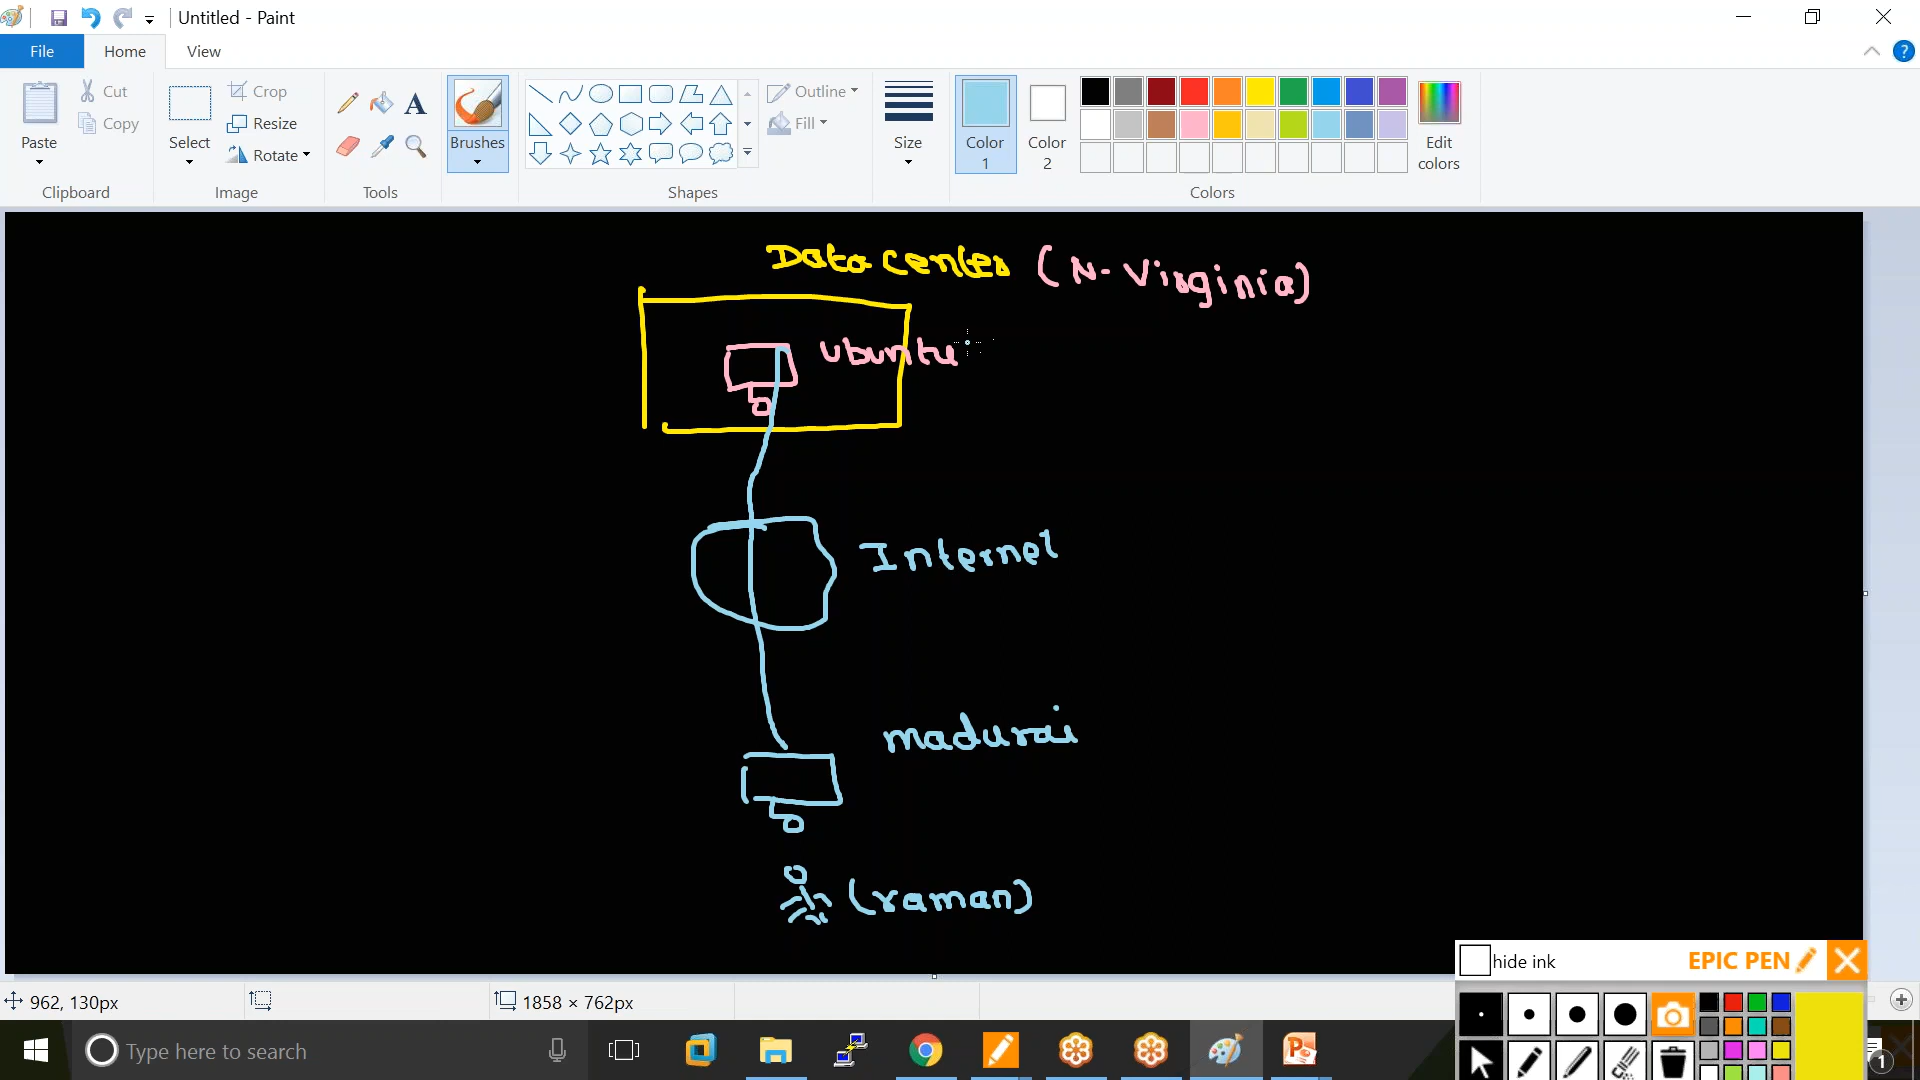 Untitled - Paint
File Home View
Paste
Cut
Copy
Clipboard
Select
Crop
Resize
Rotate
Image
Tools
Brushes
Shapes
Outline
Fill
Size
Color 1
Color 2
Edit colors
Colors
Data Center (N-Virginia)
Ubuntu
Internet
madurai
(raman)
hide ink EPIC PEN
962, 130px
1858 × 762px
Type here to search
1